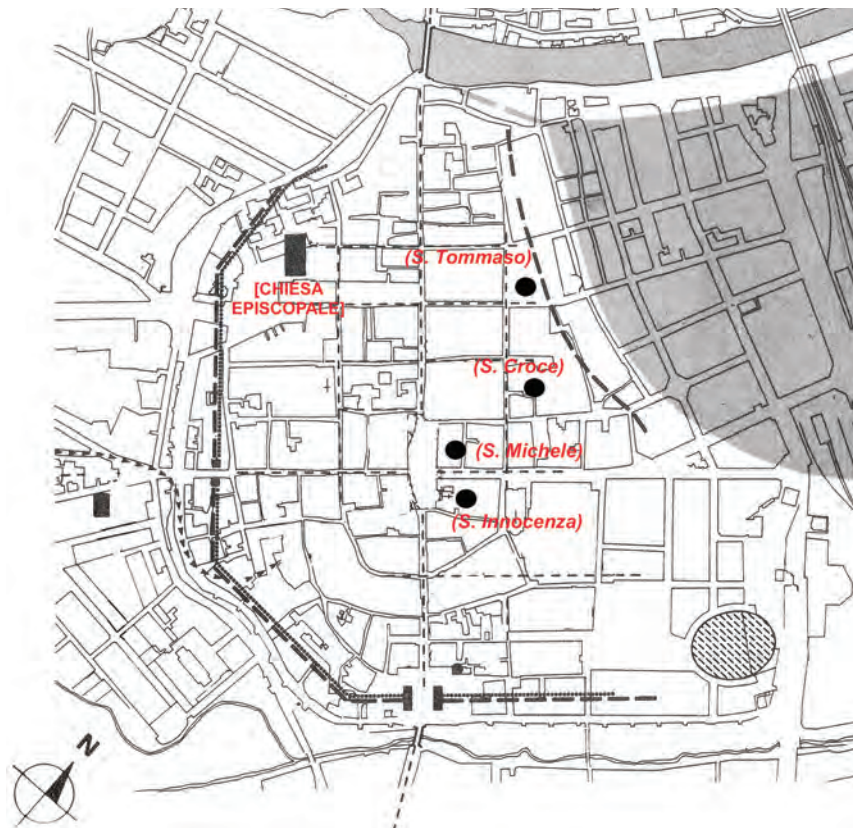 (S. Tommaso)
[CHIESA
EPISCOPALE]
(S. Croce)
(S. Michele)
(S. Innocenza)
N